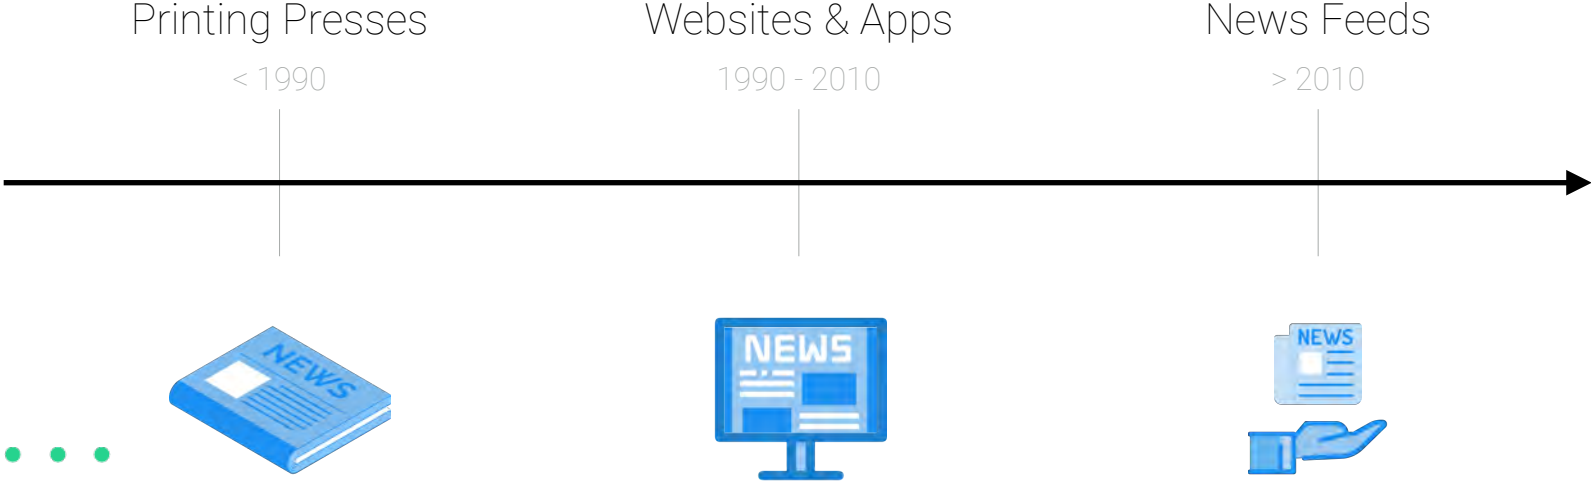 Printing Presses
< 1990
Websites & Apps
1990 - 2010
News Feeds
> 2010
NEWS
NEWS
NEWS